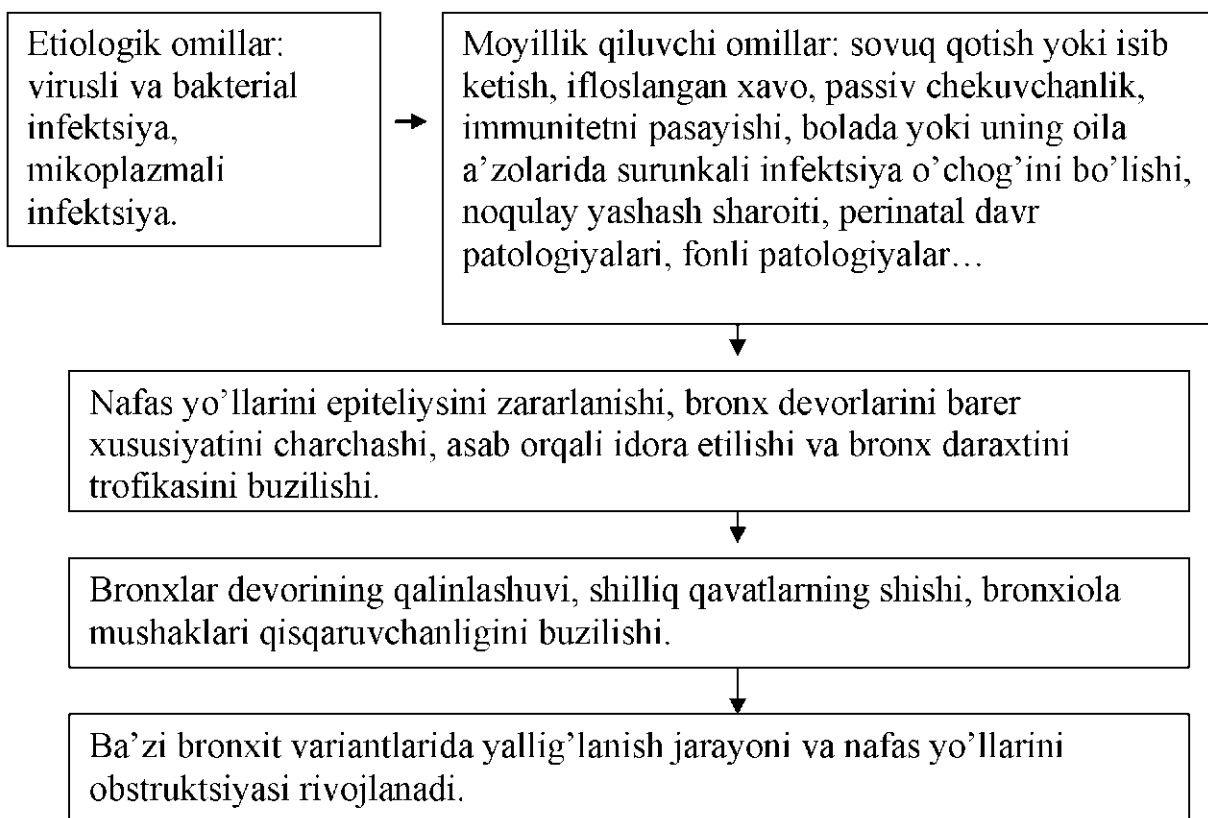 Etiologik omillar:
virusli va bakterial
infektsiya,
mikoplazmali
infektsiya.
Moyillik qiluvchi omillar: sovuq qotish yoki isib
ketish, ifloslangan xavo, passiv chekuvchanlik,
immunitetni pasayishi, bolada yoki uning oila
a’zolarida surunkali infektsiya o’chog’ini bo’lishi,
noqulay yashash sharoiti, perinatal davr
patologiyalari, fonli patologiyalar…
Nafas yo’llarini epiteliysini zararlanishi, bronx devorlarini barer
xususiyatini charchashi, asab orqali idora etilishi va bronx daraxtini
trofikasini buzilishi.
Bronxlar devorining qalinlashuvi, shilliq qavatlarning shishi, bronxiola
mushaklari qisqaruvchanligini buzilishi.
Ba’zi bronxit variantlarida yallig’lanish jarayoni va nafas yo’llarini
obstruktsiyasi rivojlanadi.